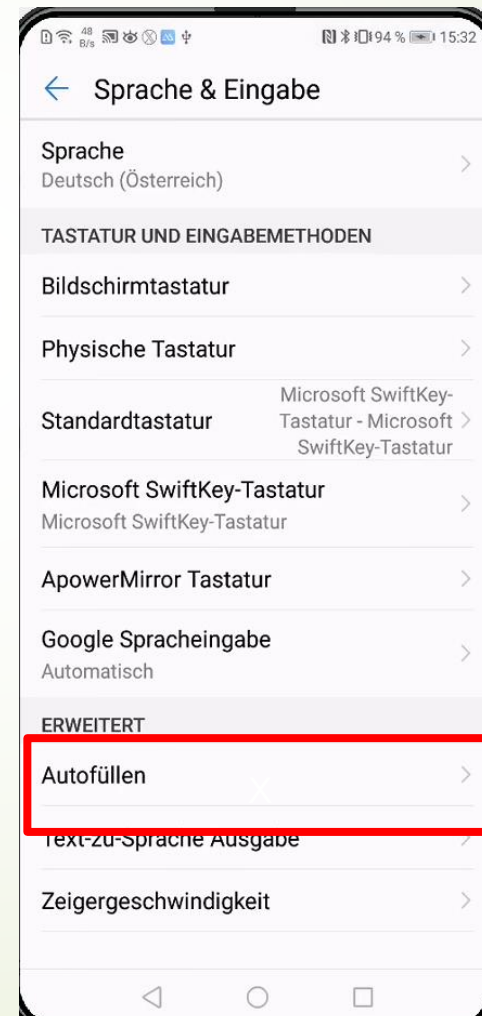 48 B/s 94 % 15:32
Sprache & Eingabe
Sprache
Deutsch (Österreich)
TASTATUR UND EINGABEMETHODEN
Bildschirmtastatur
Physische Tastatur
Standardtastatur
Microsoft SwiftKey-
Tastatur - Microsoft
SwiftKey-Tastatur
Microsoft SwiftKey-Tastatur
Microsoft SwiftKey-Tastatur
ApowerMirror Tastatur
Google Spracheingabe
Automatisch
ERWEITERT
Autofüllen
X
Text-zu-Sprache Ausgabe
Zeigergeschwindigkeit